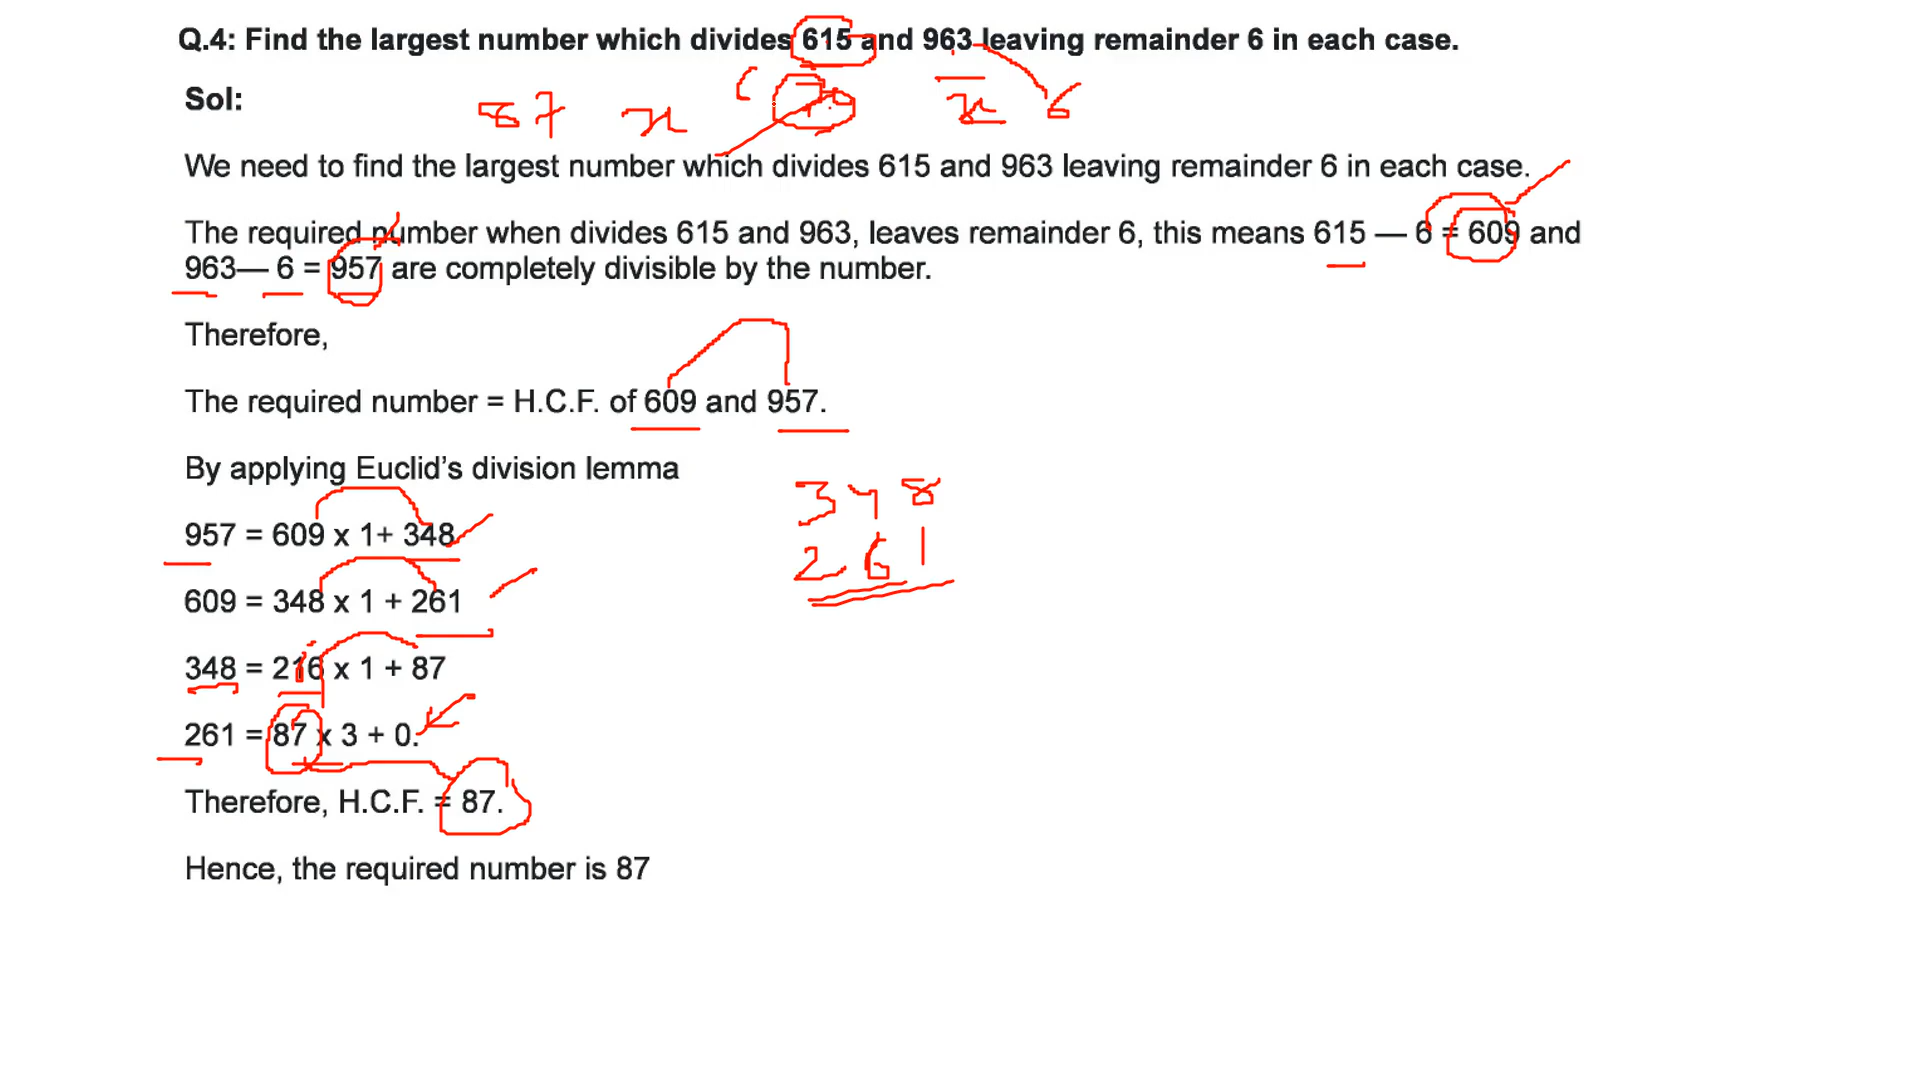 Q.4: Find the largest number which divides 615 and 963 leaving remainder 6 in each case.
Sol:
87 x x 6
We need to find the largest number which divides 615 and 963 leaving remainder 6 in each case.
The required number when divides 615 and 963, leaves remainder 6, this means 615 — 6 = 609 and
963— 6 = 957 are completely divisible by the number.
Therefore,
The required number = H.C.F. of 609 and 957.
By applying Euclid’s division lemma
348
957 = 609 x 1+ 348
261
609 = 348 x 1 + 261
348 = 216 x 1 + 87
261 = 87 x 3 + 0.
Therefore, H.C.F. = 87.
Hence, the required number is 87